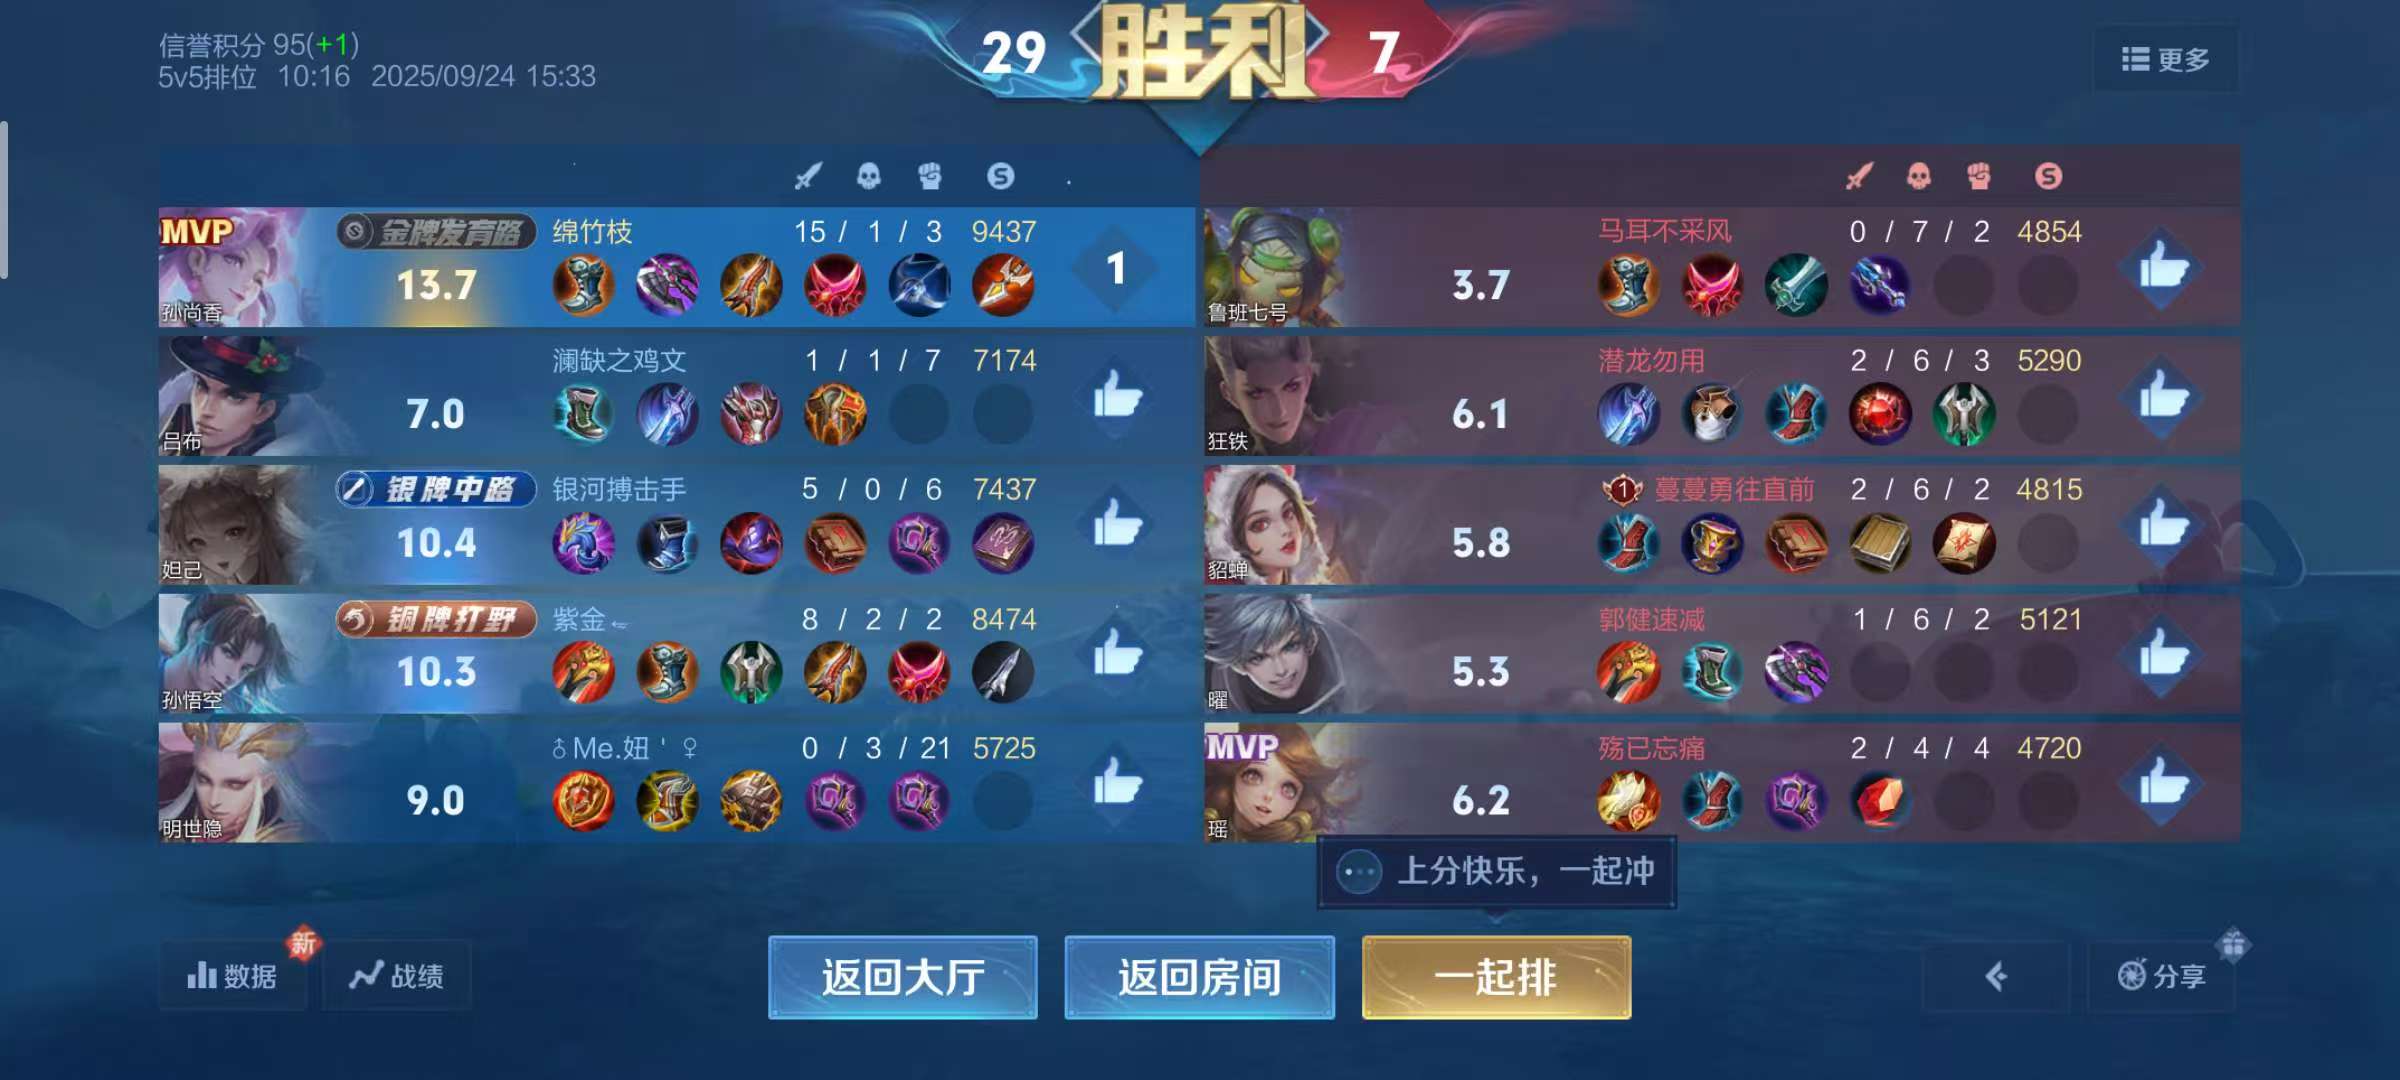 信誉积分 95(+1)
5v5排位 10:16 2025/09/24 15:33
29 胜利 7
更多
MVP
金牌发育路
绵竹枝
15 / 1 / 3 9437
13.7
1
孙尚香
澜缺之鸡文
1 / 1 / 7 7174
7.0
吕布
银牌中路
银河搏击手
5 / 0 / 6 7437
10.4
妲己
铜牌打野
紫金
8 / 2 / 2 8474
10.3
孙悟空
♂Me.妞 ' ♀
0 / 3 / 21 5725
9.0
明世隐
马耳不采风
0 / 7 / 2 4854
3.7
鲁班七号
潜龙勿用
2 / 6 / 3 5290
6.1
狂铁
1 蔓蔓勇往直前
2 / 6 / 2 4815
5.8
貂蝉
郭健速减
1 / 6 / 2 5121
5.3
曜
MVP
殇已忘痛
2 / 4 / 4 4720
6.2
瑶
上分快乐，一起冲
数据
新
战绩
返回大厅
返回房间
一起排
分享